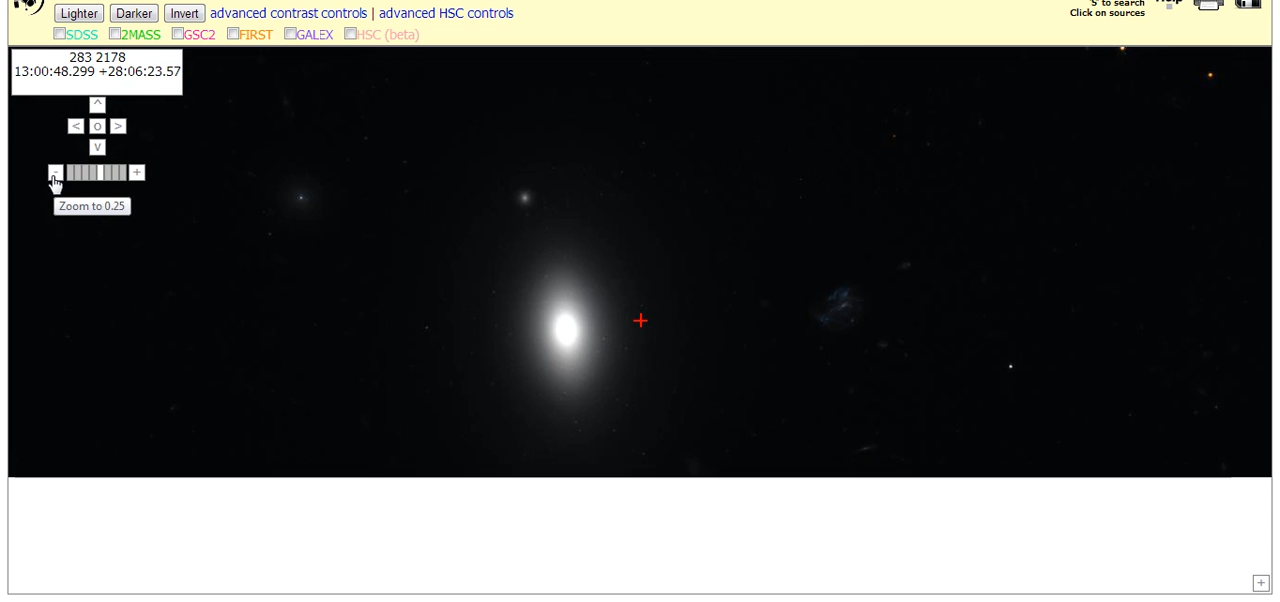 Lighter Darker Invert advanced contrast controls | advanced HSC controls
'S' to search
Click on sources
SDSS 2MASS GSC2 FIRST GALEX HSC (beta)
283 2178
13:00:48.299 +28:06:23.57
^
< o >
v
- +
Zoom to 0.25
+